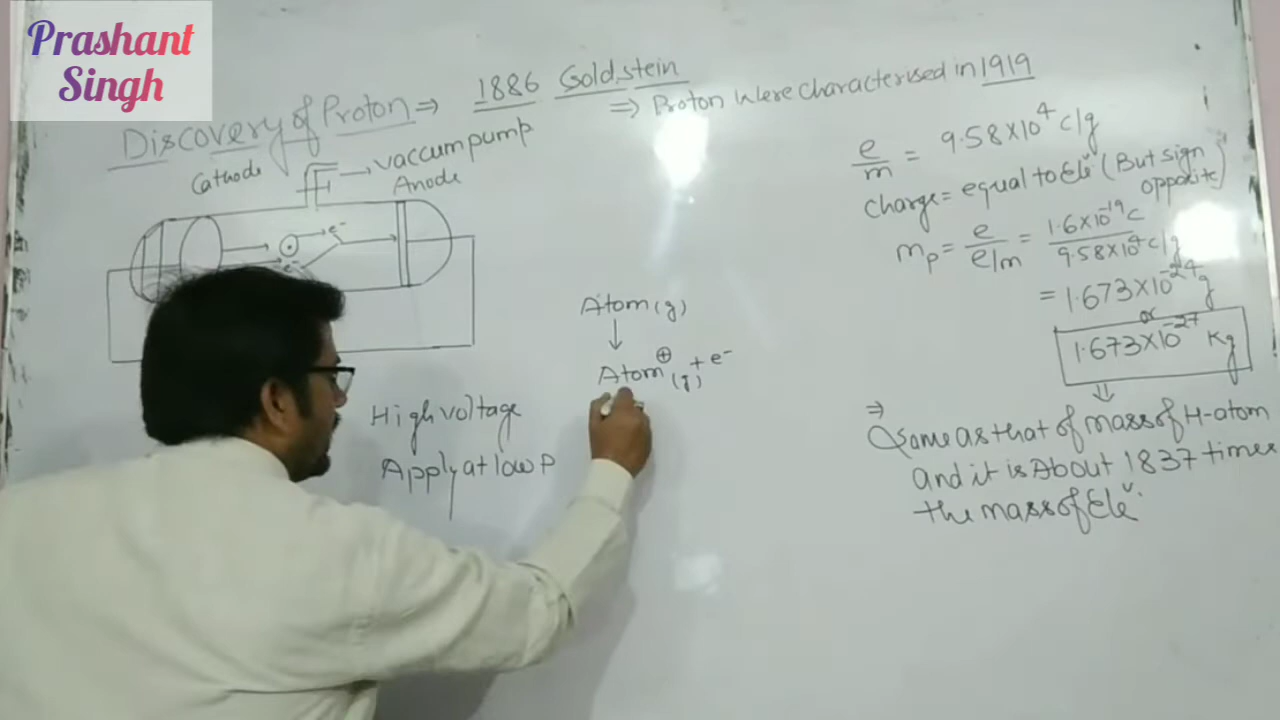 Prashant
Singh
Discovery of Proton ⇒ 1886 Goldstein
⇒ Proton were characterised in 1919
Cathode
→ vaccum pump
Anode
e⁻
e⁻
High voltage
Apply at low P
Atom (g)
↓
Atom⊕ (g) + e⁻
e/m = 9.58×10⁴ c/g
charge = equal to Ele (But sign
opposite)
mp = e / e/m = 1.6×10⁻¹⁹ c / 9.58×10⁴ c/g
= 1.673×10⁻²⁴ g
or
1.673×10⁻²⁷ Kg
⇒ same as that of mass of H-atom
and it is About 1837 times
the mass of Ele